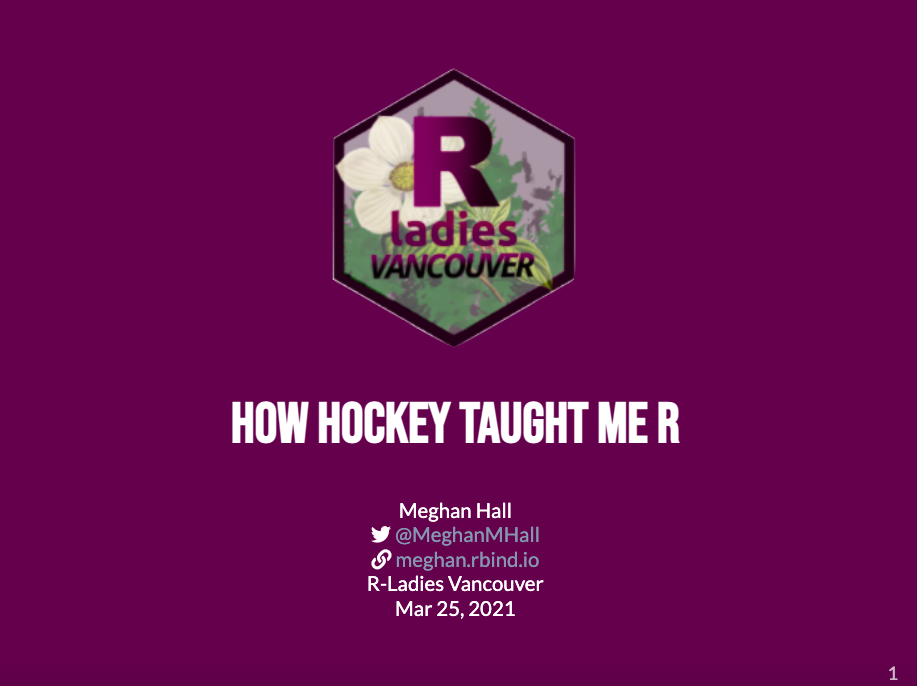 R
ladies
VANCOUVER
HOW HOCKEY TAUGHT ME R
Meghan Hall
@MeghanMHall
meghan.rbind.io
R-Ladies Vancouver
Mar 25, 2021
1